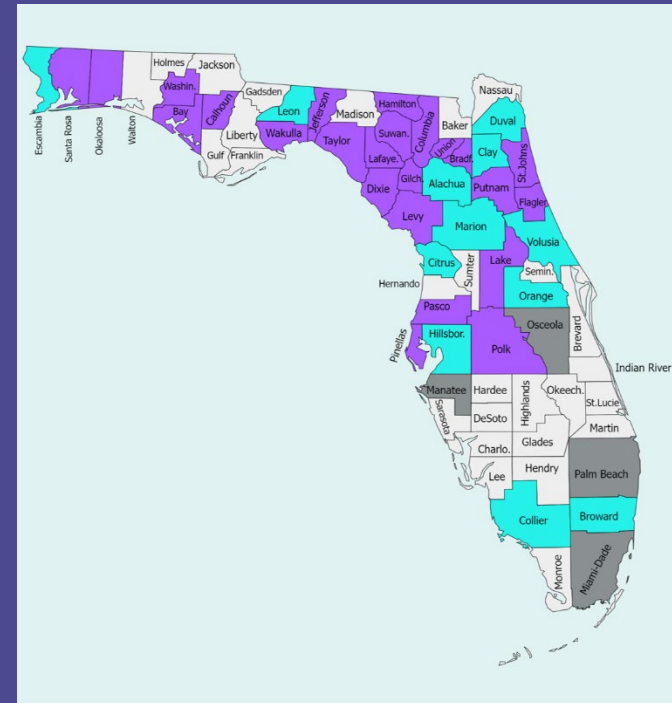 Holmes
Jackson
Washin.
Gadsden
Leon
Jefferson
Madison
Hamilton
Nassau
Duval
Baker
Columbia
Suwan.
Calhoun
Bay
Liberty
Wakulla
Taylor
Lafaye.
Union
Bradf.
Clay
St.Johns
Escambia
Santa Rosa
Okaloosa
Walton
Gulf
Franklin
Dixie
Gilch.
Alachua
Putnam
Flagler
Levy
Marion
Volusia
Citrus
Sumter
Lake
Semin.
Hernando
Orange
Pasco
Osceola
Brevard
Pinellas
Hillsbor.
Polk
Indian River
Manatee
Hardee
Highlands
Okeech.
St.Lucie
Sarasota
DeSoto
Martin
Charlo.
Glades
Lee
Hendry
Palm Beach
Collier
Broward
Monroe
Miami-Dade